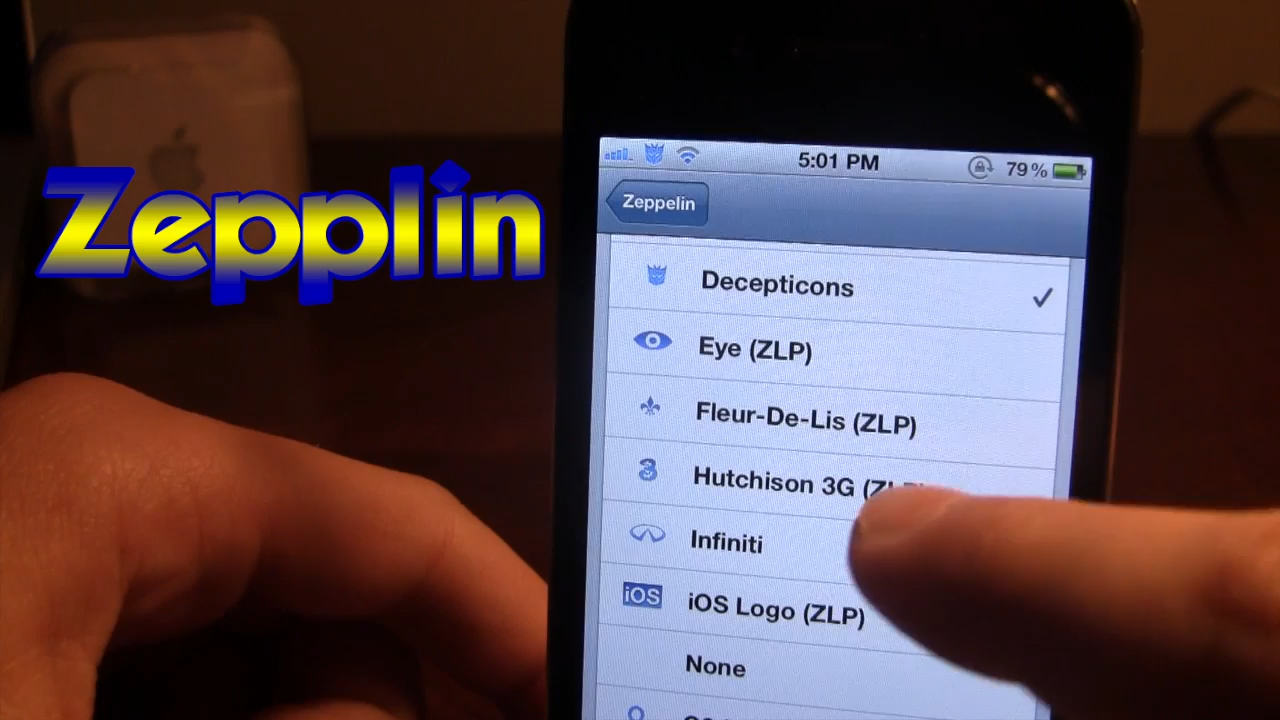 Zepplin
5:01 PM
79%
Zeppelin
Decepticons
Eye (ZLP)
Fleur-De-Lis (ZLP)
Hutchison 3G
Infiniti
iOS
iOS Logo (ZLP)
None